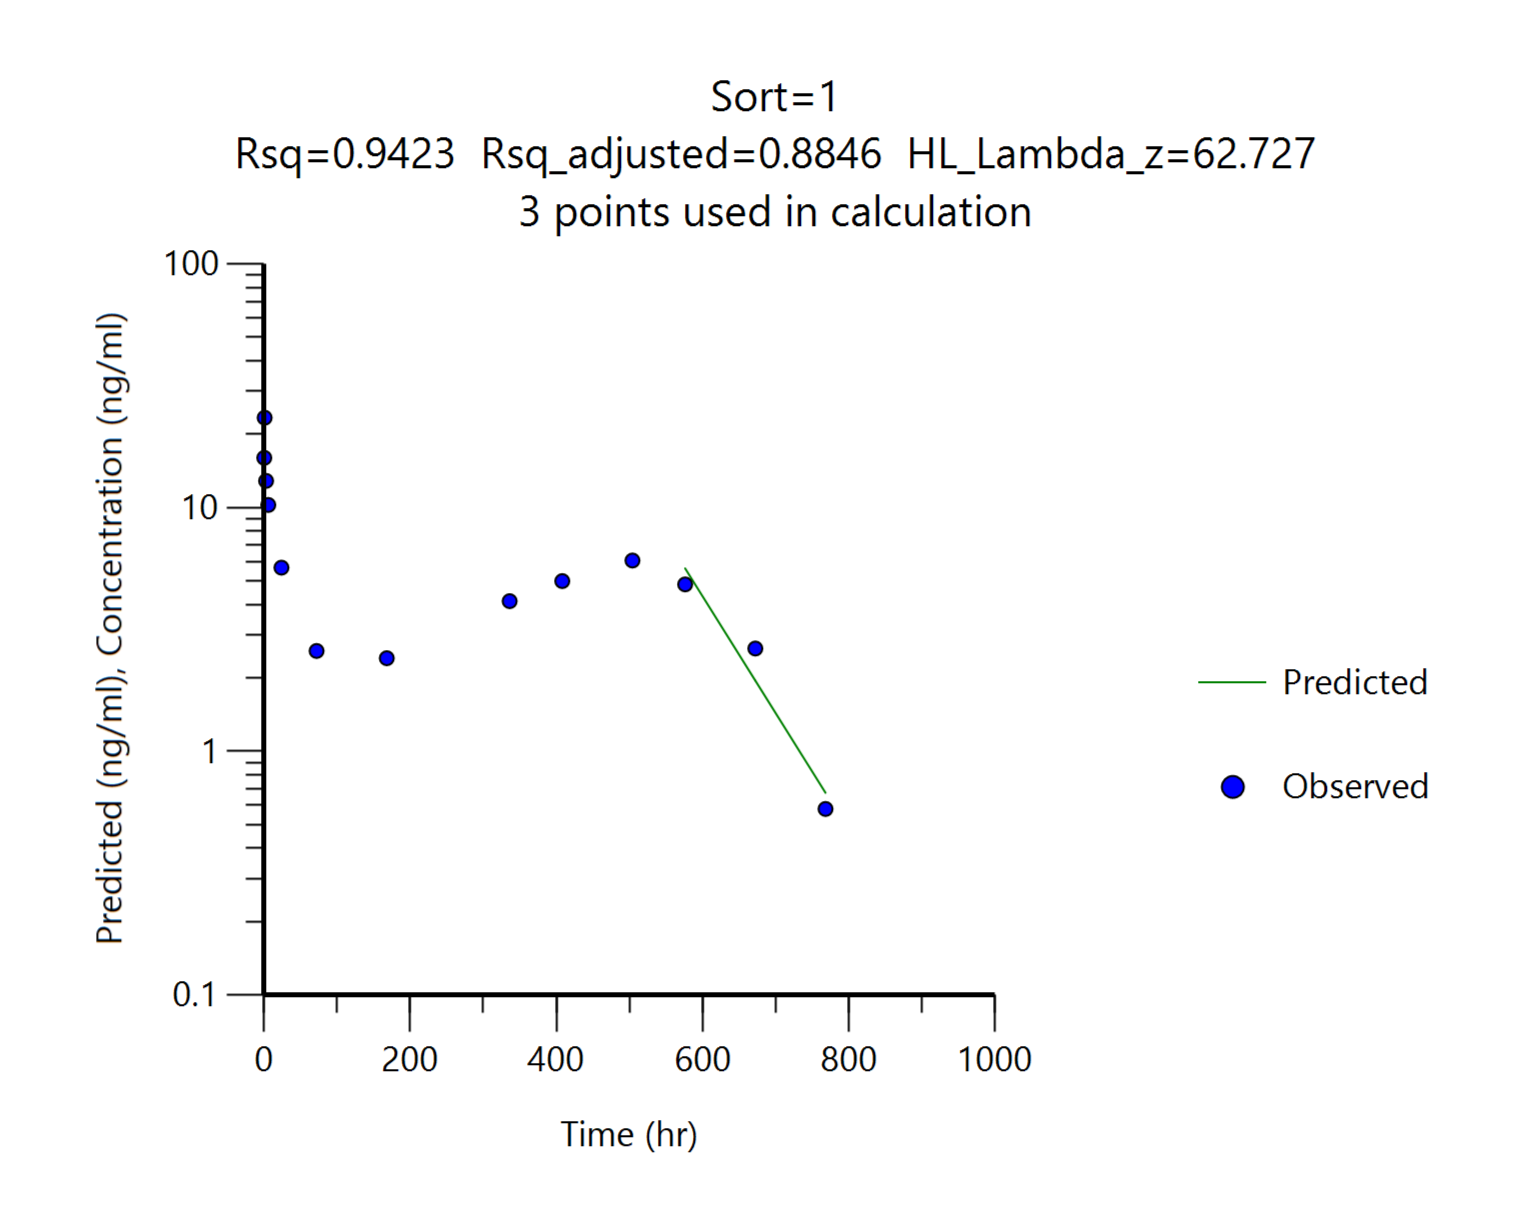 Sort=1
Rsq=0.9423 Rsq_adjusted=0.8846 HL_Lambda_z=62.727
3 points used in calculation
Predicted (ng/ml), Concentration (ng/ml)
100
10
1
0.1
0 200 400 600 800 1000
Time (hr)
Predicted
Observed